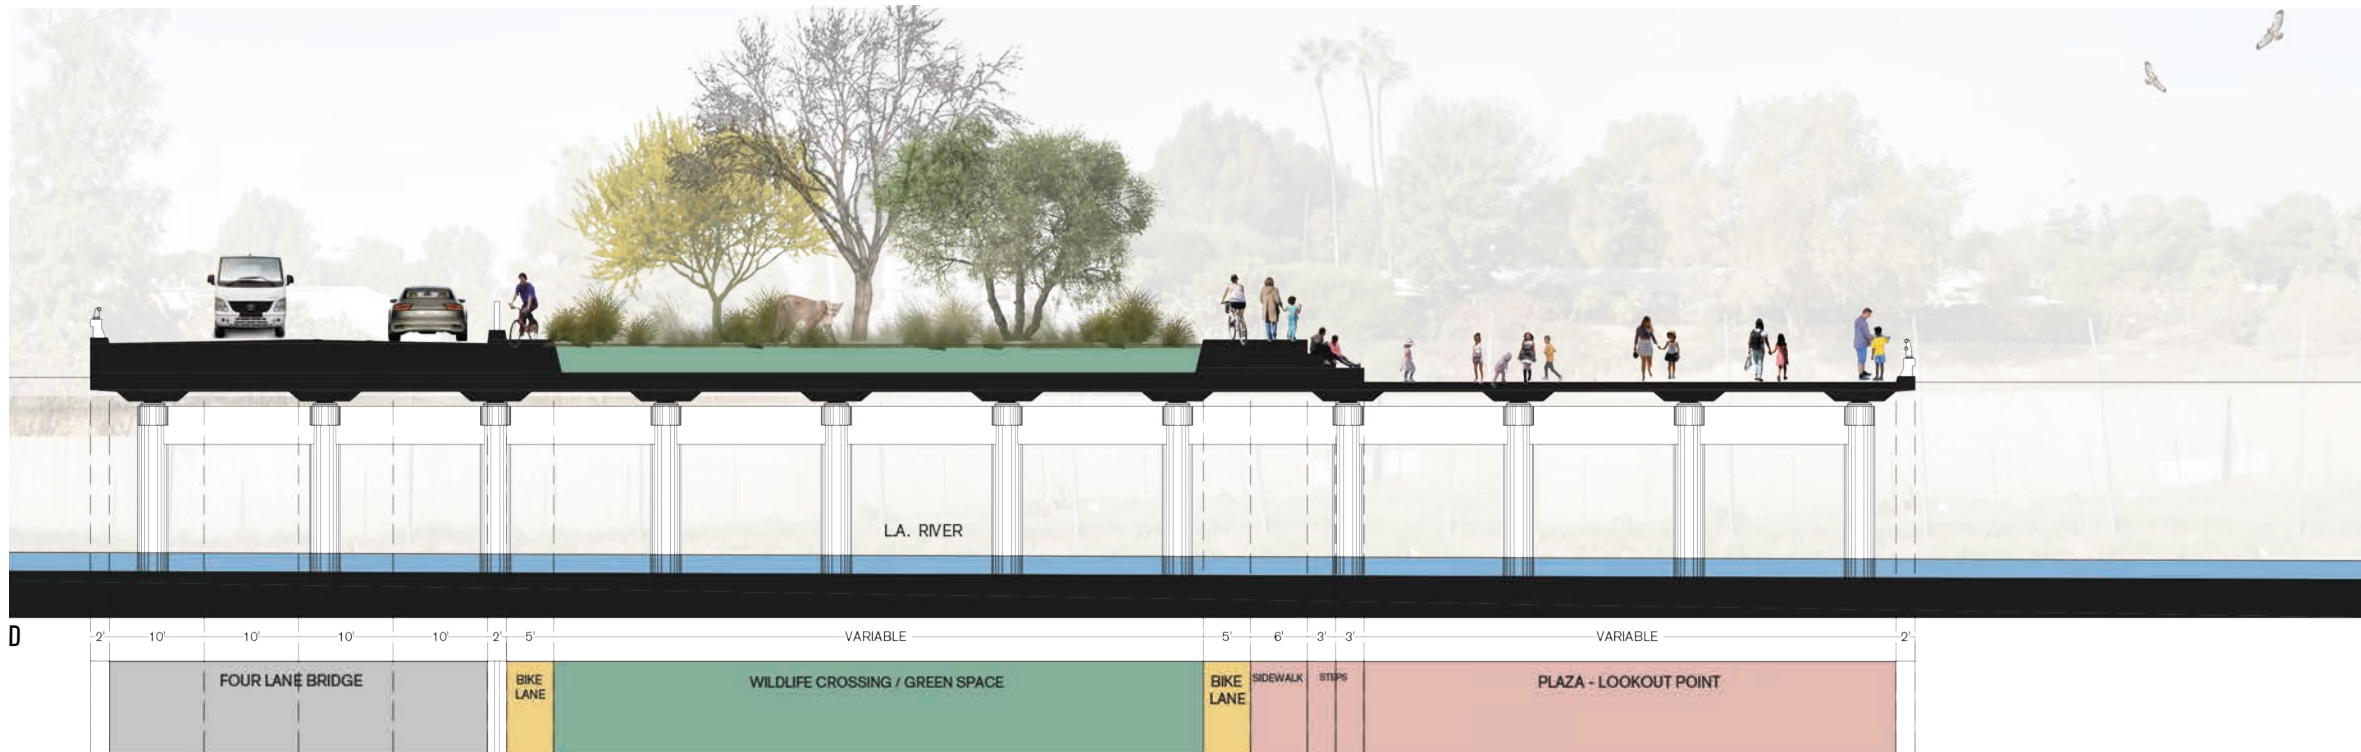 L.A. RIVER
D
2' 10' 10' 10' 10' 2' 5' VARIABLE 5' 6' 3' 3' VARIABLE 2'
FOUR LANE BRIDGE
BIKE
LANE
WILDLIFE CROSSING / GREEN SPACE
BIKE
LANE
SIDEWALK
STEPS
PLAZA - LOOKOUT POINT